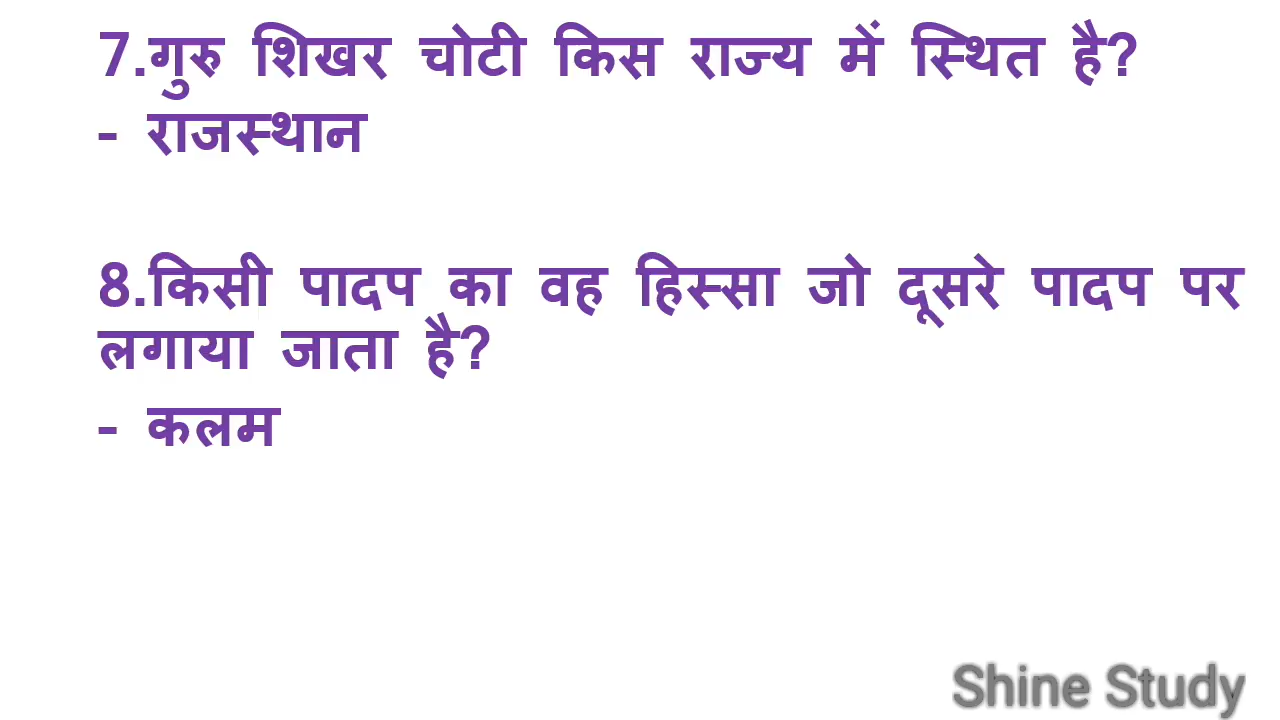 7.गुरु शिखर चोटी किस राज्य में स्थित है?
- राजस्थान
8.किसी पादप का वह हिस्सा जो दूसरे पादप पर
लगाया जाता है?
- कलम
Shine Study